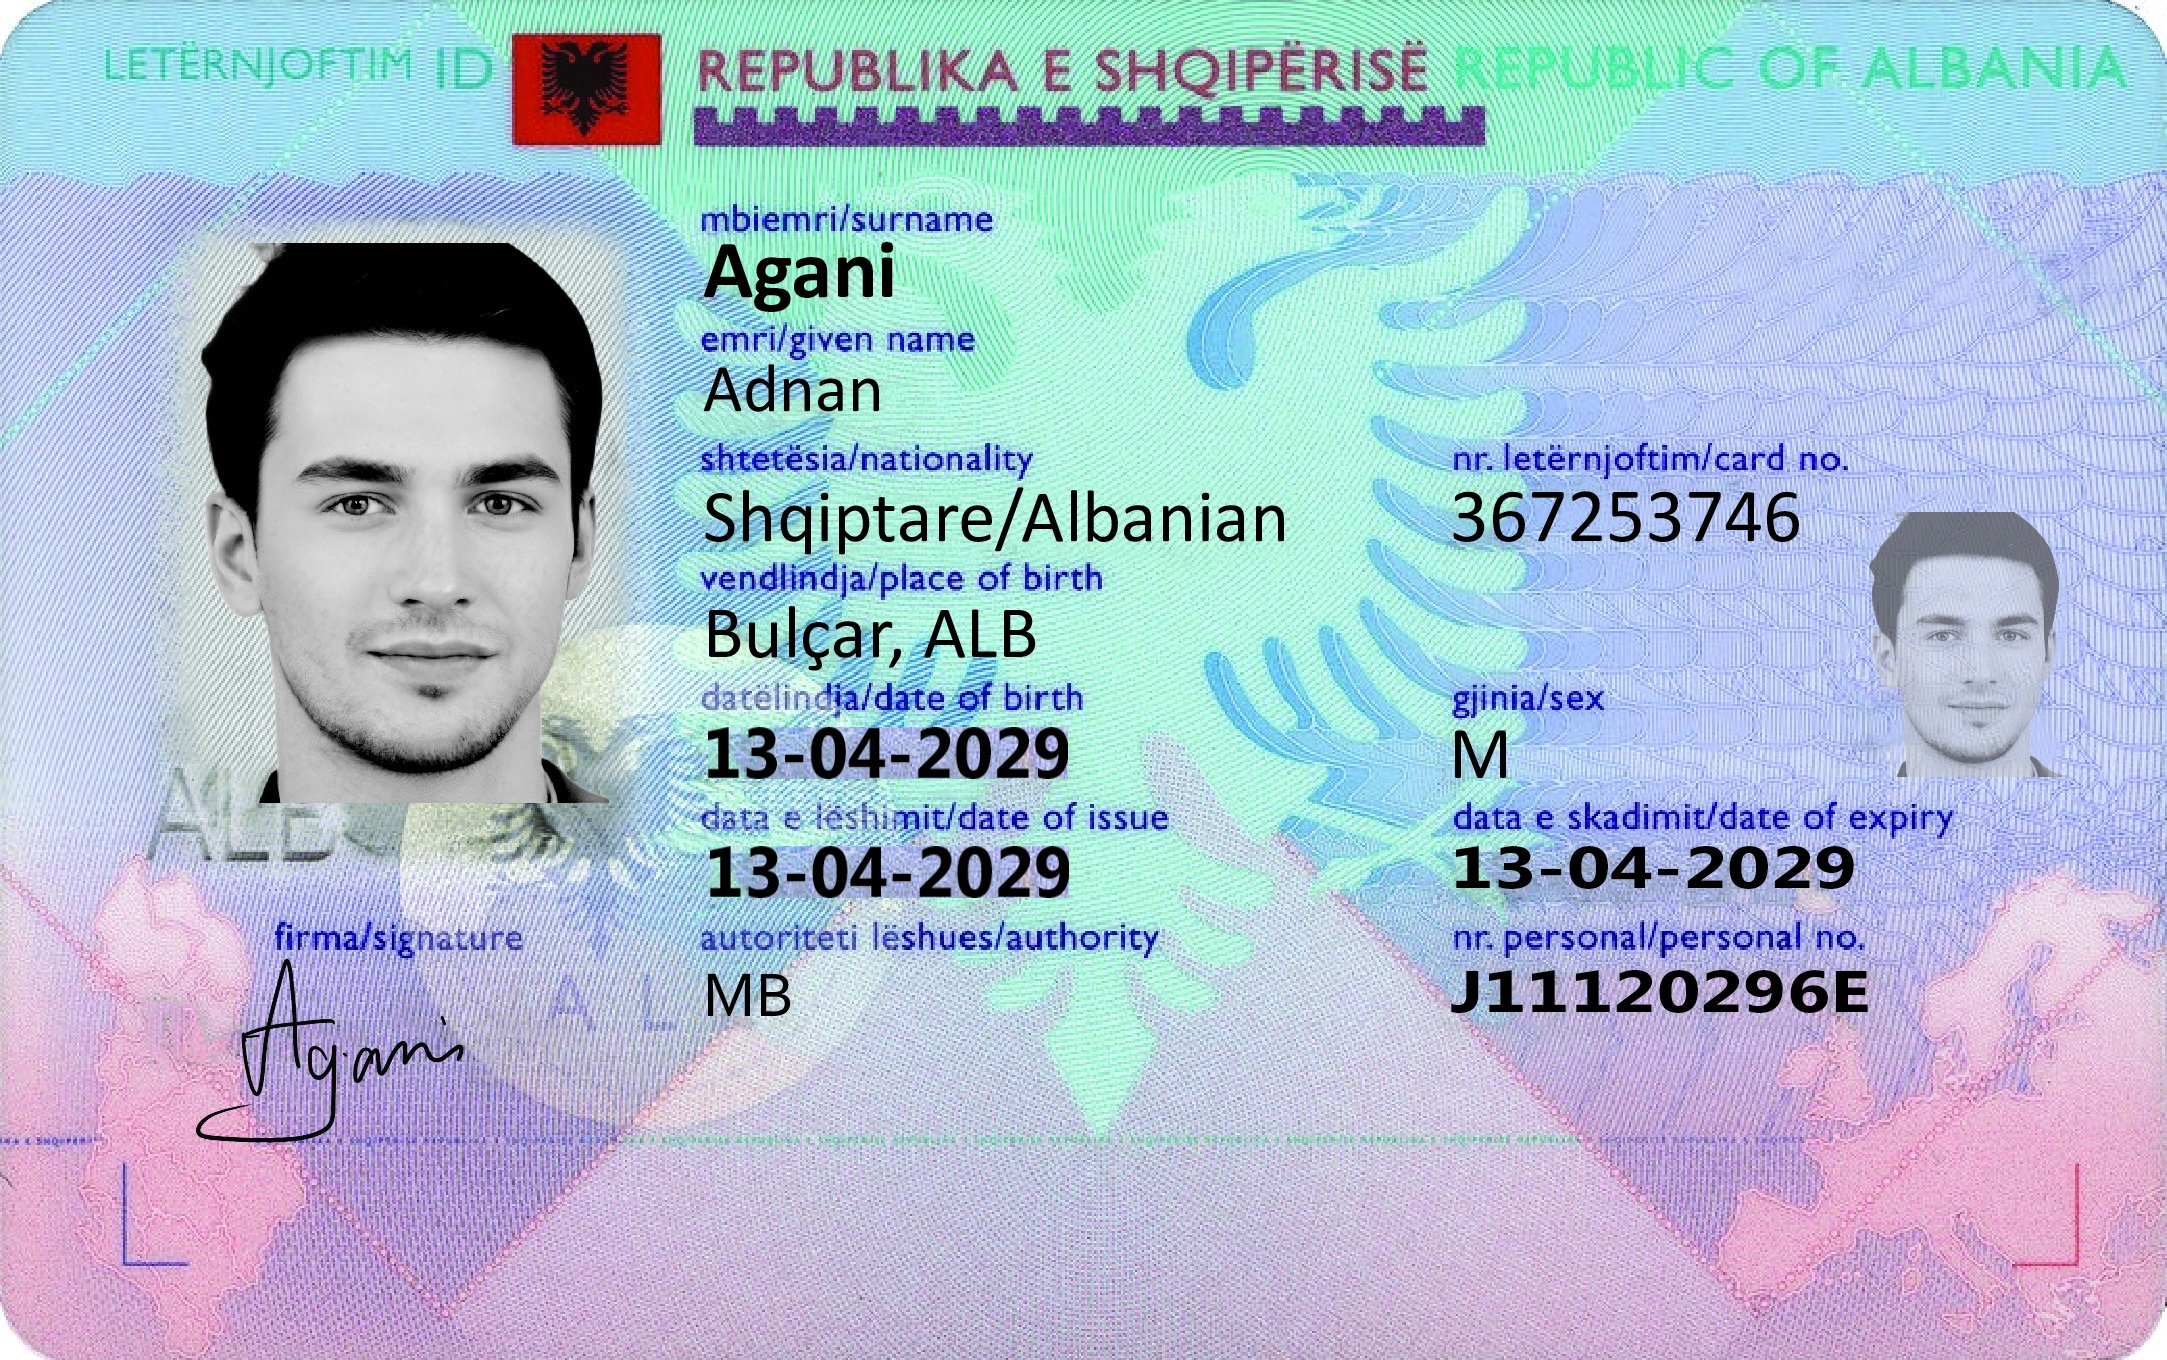 LETËRNJOFTIM ID REPUBLIKA E SHQIPËRISË REPUBLIC OF ALBANIA
mbiemri/surname
Agani
emri/given name
Adnan
shtetësia/nationality nr. letërnjoftim/card no.
Shqiptare/Albanian 367253746
vendlindja/place of birth
Bulçar, ALB
datëlindja/date of birth gjinia/sex
13-04-2029 M
data e lëshimit/date of issue data e skadimit/date of expiry
13-04-2029 13-04-2029
ALB
firma/signature autoriteti lëshues/authority nr. personal/personal no.
Agani MB J11120296E
A L